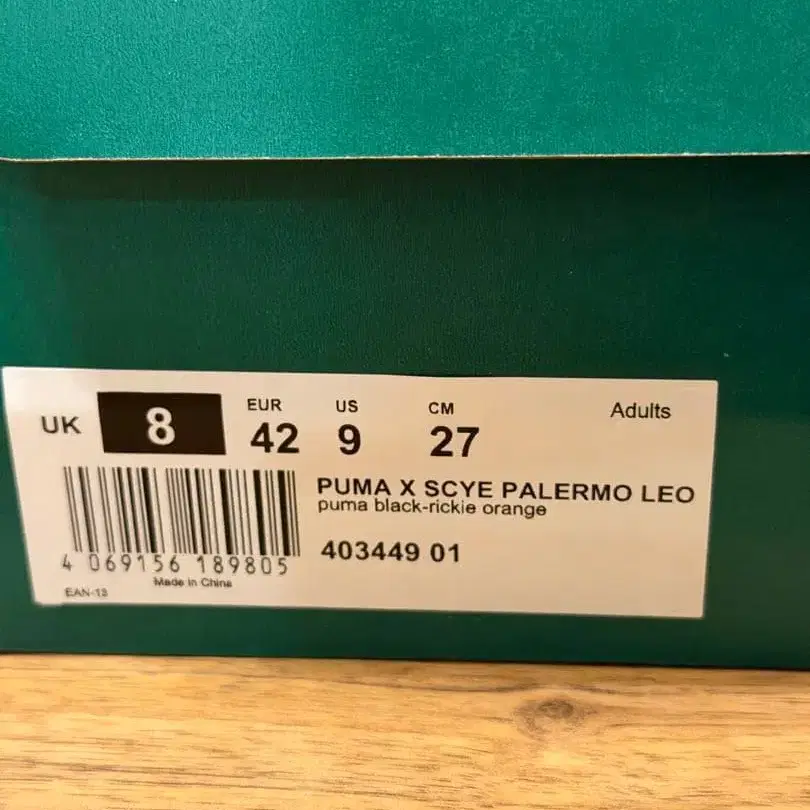 UK 8 EUR 42 US 9 CM 27 Adults
PUMA X SCYE PALERMO LEO
puma black-rickie orange
403449 01
4 069156 189805
Made in China
EAN-13